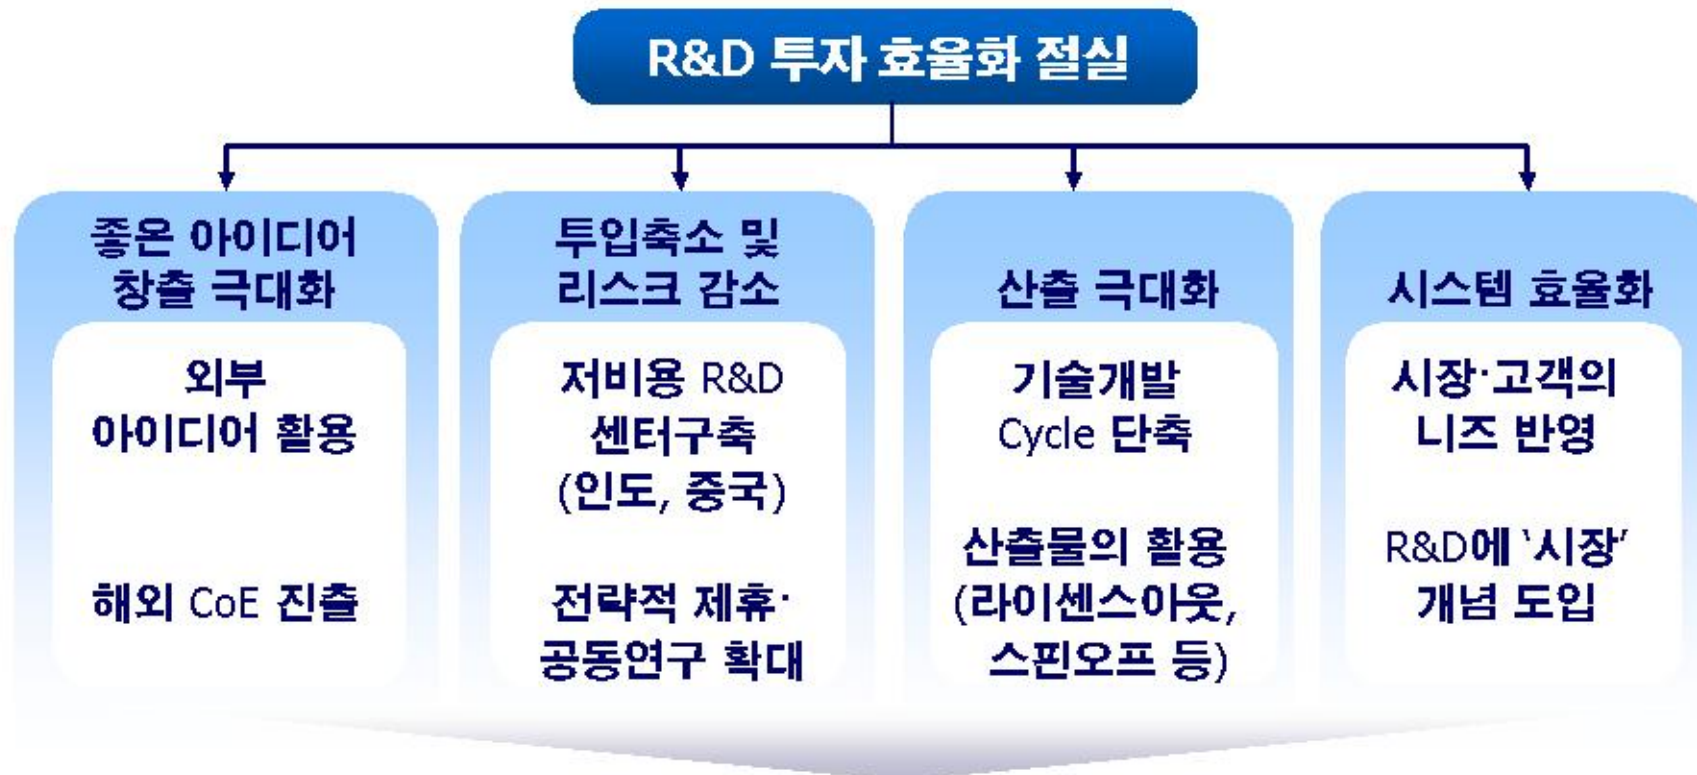 R&D 투자 효율화 절실
좋은 아이디어
창출 극대화
외부
아이디어 활용
해외 CoE 진출
투입축소 및
리스크 감소
저비용 R&D
센터구축
(인도, 중국)
전략적 제휴·
공동연구 확대
산출 극대화
기술개발
Cycle 단축
산출물의 활용
(라이센스아웃,
스핀오프 등)
시스템 효율화
시장·고객의
니즈 반영
R&D에 '시장'
개념 도입